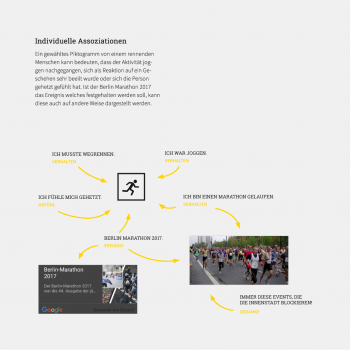 Individuelle Assoziationen
Ein gewähltes Piktogramm von einem rennenden
Menschen kann bedeuten, dass der Aktivität jog-
gen nachgegangen, sich als Reaktion auf ein Ge-
schehen sehr beeilt wurde oder sich die Person
gehetzt gefühlt hat. Ist der Berlin Marathon 2017
das Ereignis welches festgehalten werden soll, kann
diese auch auf andere Weise dargestellt werden.
ICH MUSSTE WEGRENNEN.
VERHALTEN
ICH WAR JOGGEN.
VERHALTEN
ICH FÜHLE MICH GEHETZT.
ICH BIN EINEN MARATHON GELAUFEN.
VERHALTEN
BERLIN MARATHON 2017.
EREIGNIS
Berlin-Marathon
2017
Der Berlin-Marathon 2017
war die 44. Ausgabe der jä...
Google
IMMER DIESE EVENTS, DIE
DIE INNENSTADT BLOCKIEREN!
GEDANKE